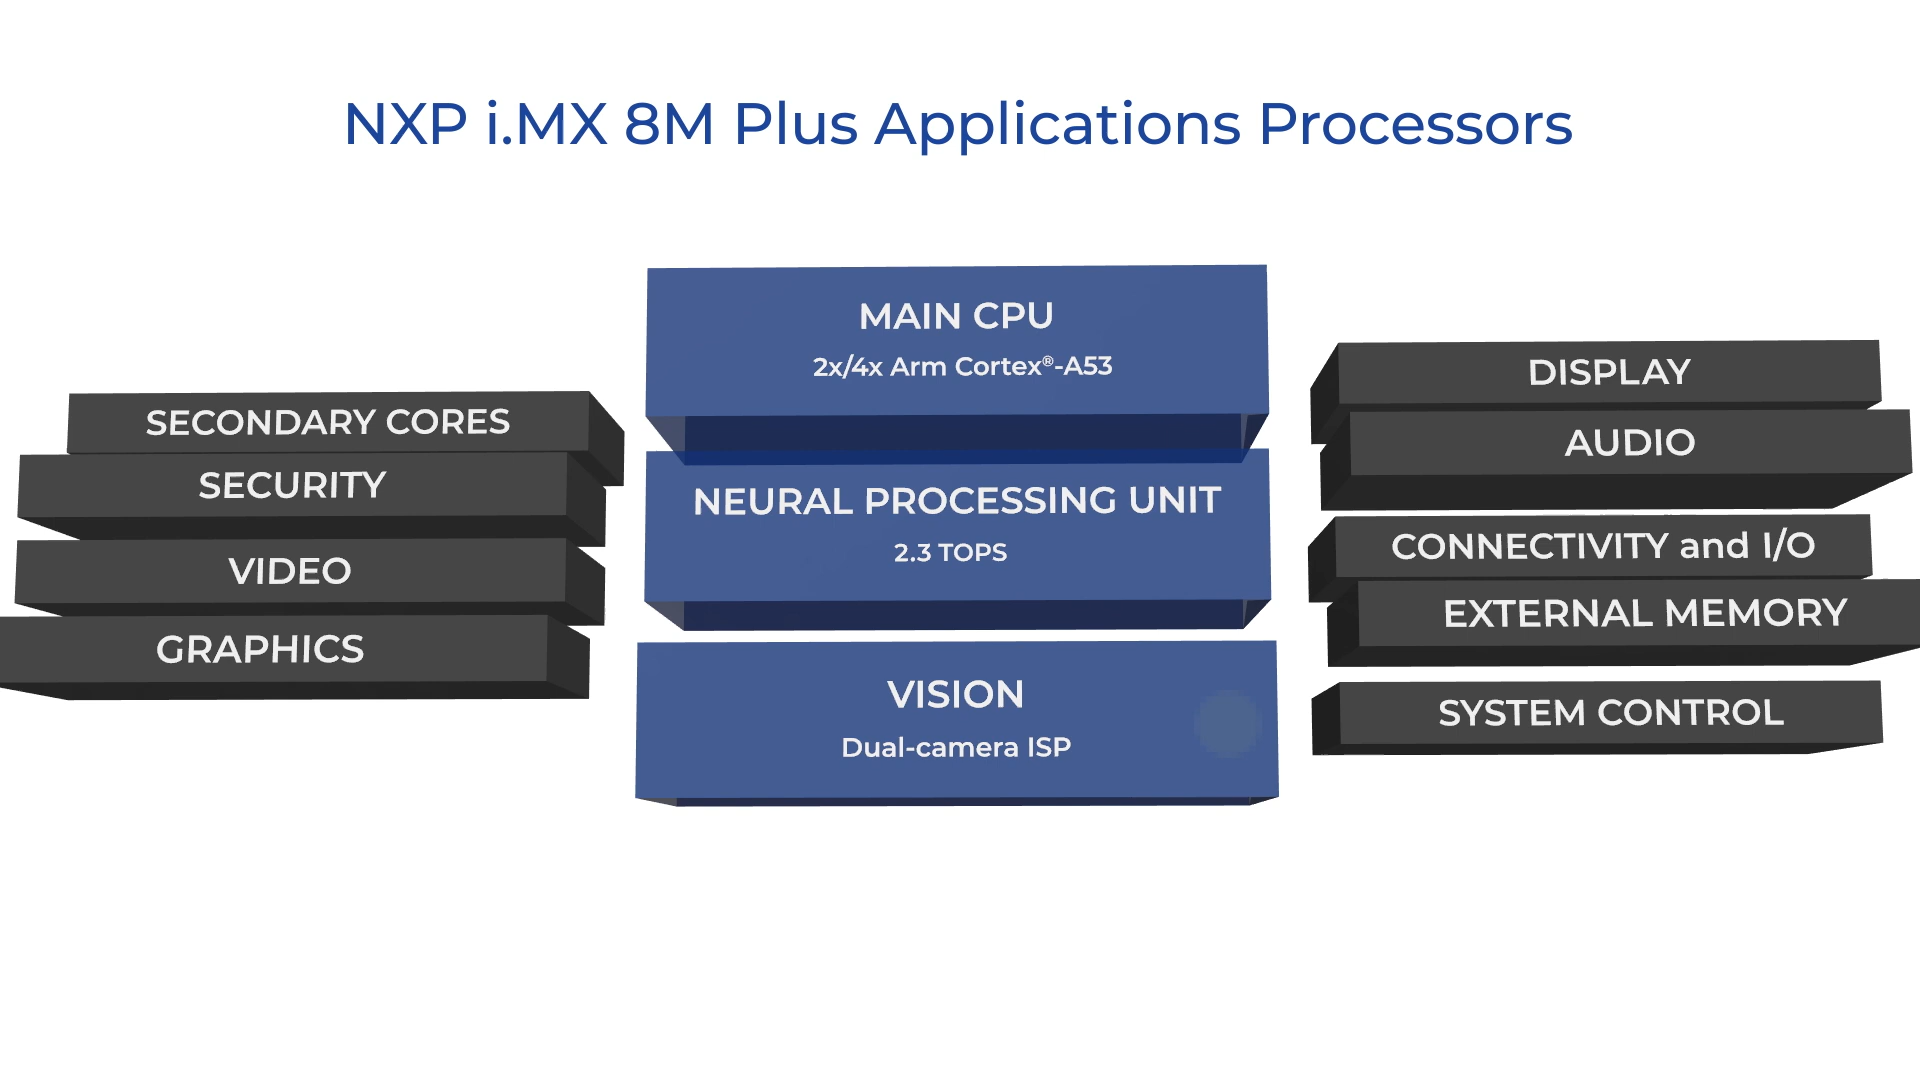 NXP i.MX 8M Plus Applications Processors
SECONDARY CORES
SECURITY
VIDEO
GRAPHICS
MAIN CPU
2x/4x Arm Cortex®-A53
NEURAL PROCESSING UNIT
2.3 TOPS
VISION
Dual-camera ISP
DISPLAY
AUDIO
CONNECTIVITY and I/O
EXTERNAL MEMORY
SYSTEM CONTROL